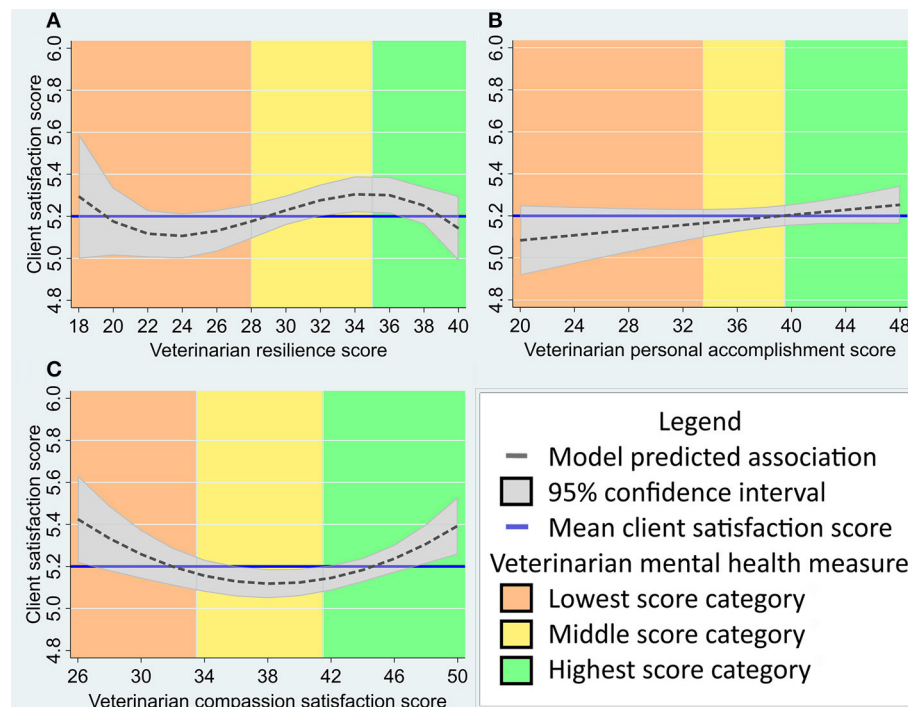 A
Client satisfaction score
6.0
5.8
5.6
5.4
5.2
5.0
4.8
18 20 22 24 26 28 30 32 34 36 38 40
Veterinarian resilience score
B
6.0
5.8
5.6
5.4
5.2
5.0
4.8
20 24 28 32 36 40 44 48
Veterinarian personal accomplishment score
C
Client satisfaction score
6.0
5.8
5.6
5.4
5.2
5.0
4.8
26 30 34 38 42 46 50
Veterinarian compassion satisfaction score
Legend
Model predicted association
95% confidence interval
Mean client satisfaction score
Veterinarian mental health measure
Lowest score category
Middle score category
Highest score category